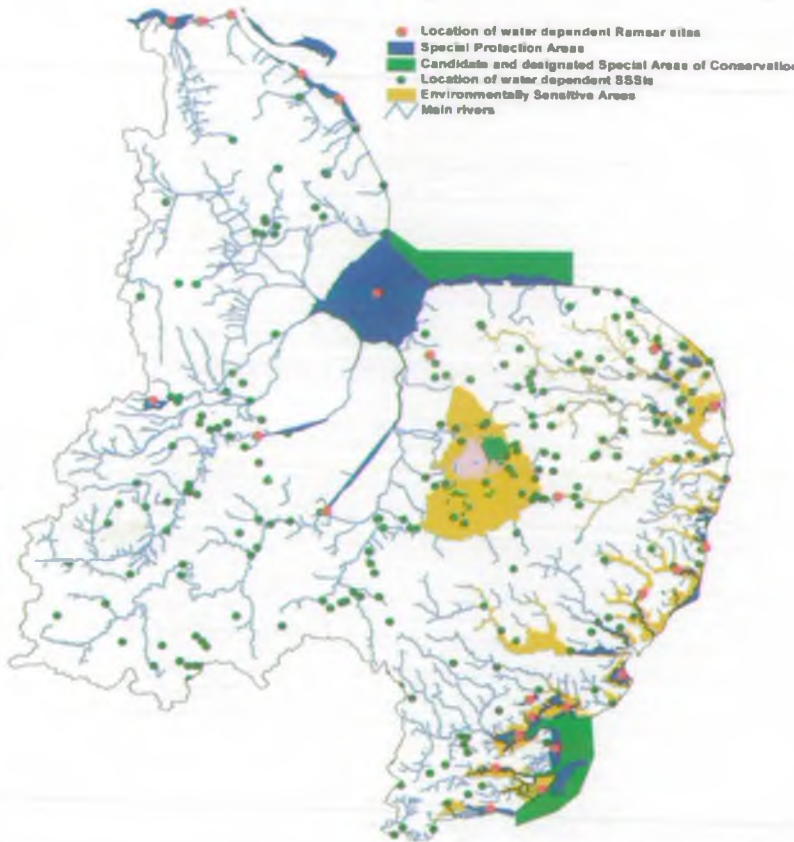 Location of water dependent Ramsar sites
Special Protection Areas
Candidate and designated Special Areas of Conservation
Location of water dependent SSSIs
Environmentally Sensitive Areas
Main rivers